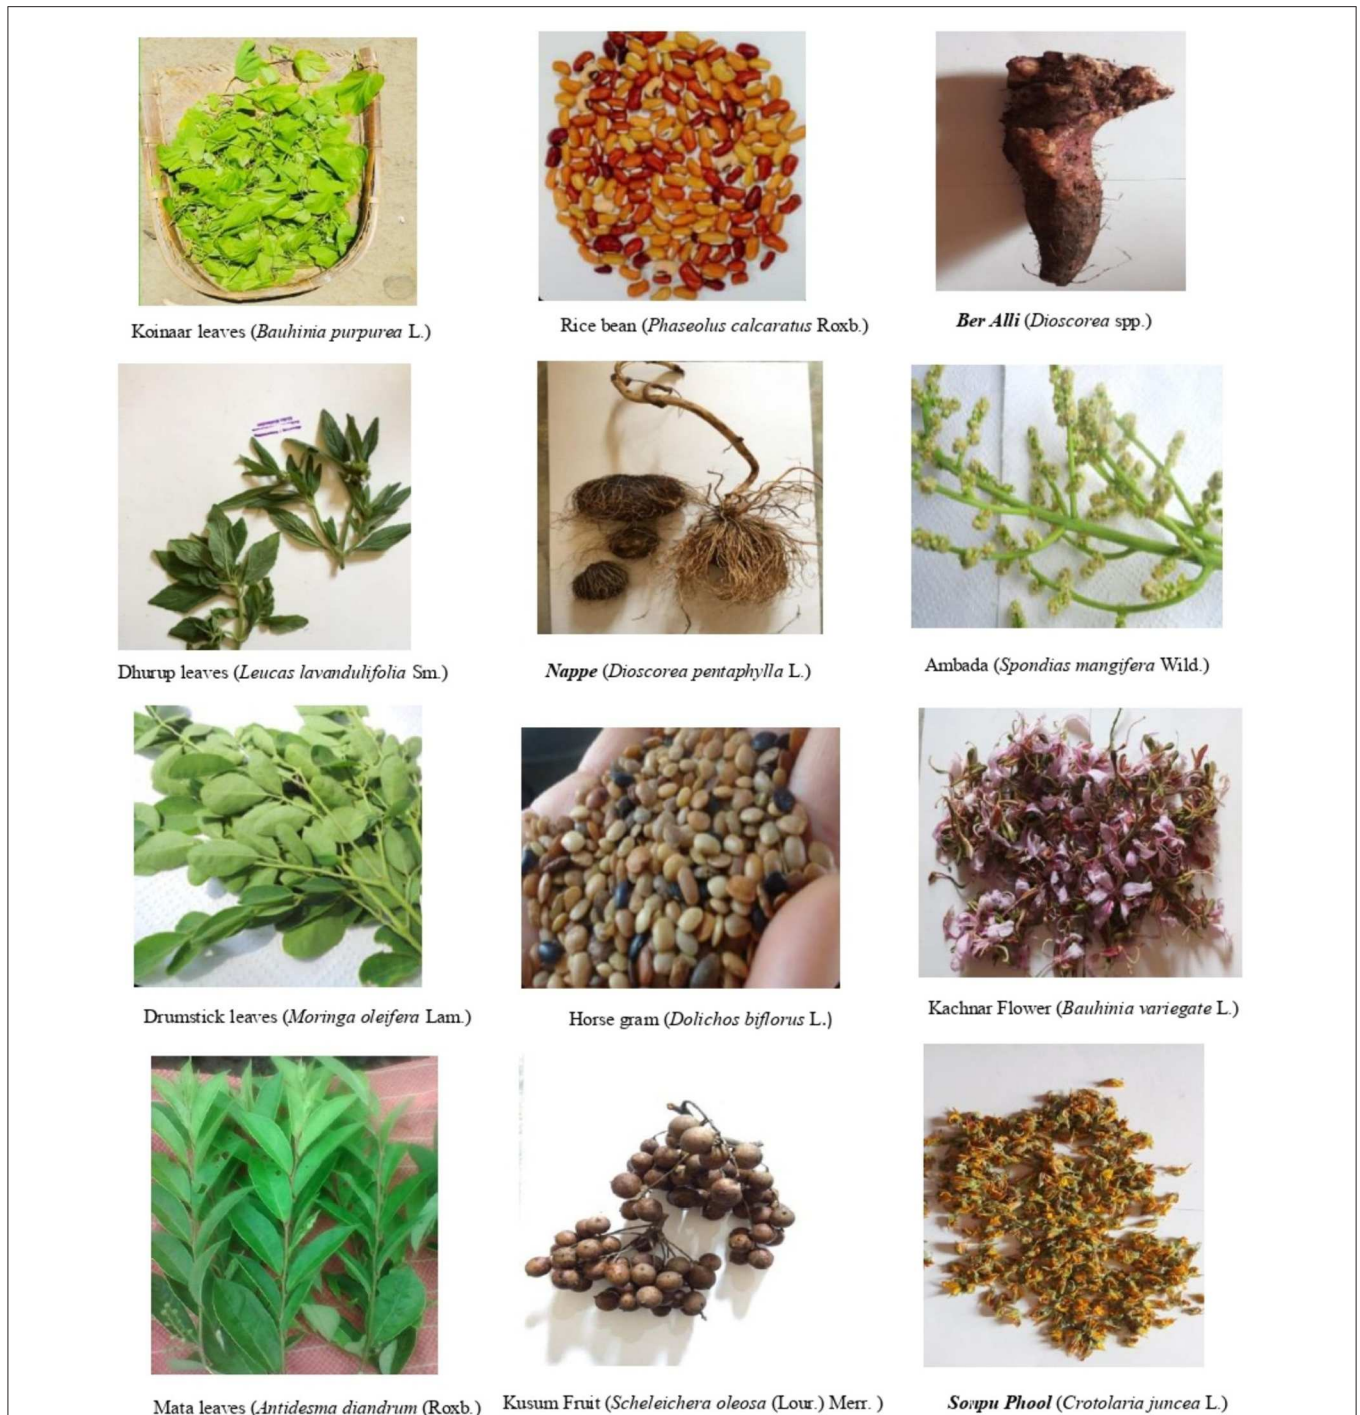 Koinaar leaves (Bauhinia purpurea L.)
Rice bean (Phaseolus calcaratus Roxb.)
Ber Alli (Dioscorea spp.)
Dhurup leaves (Leucas lavandulifolia Sm.)
Nappe (Dioscorea pentaphylla L.)
Ambada (Spondias mangifera Wild.)
Drumstick leaves (Moringa oleifera Lam.)
Horse gram (Dolichos biflorus L.)
Kachnar Flower (Bauhinia variegate L.)
Mata leaves (Antidesma diandrum (Roxb.)
Kusum Fruit (Scheleichera oleosa (Lour.) Merr. )
Phool (Crotolaria juncea L.)